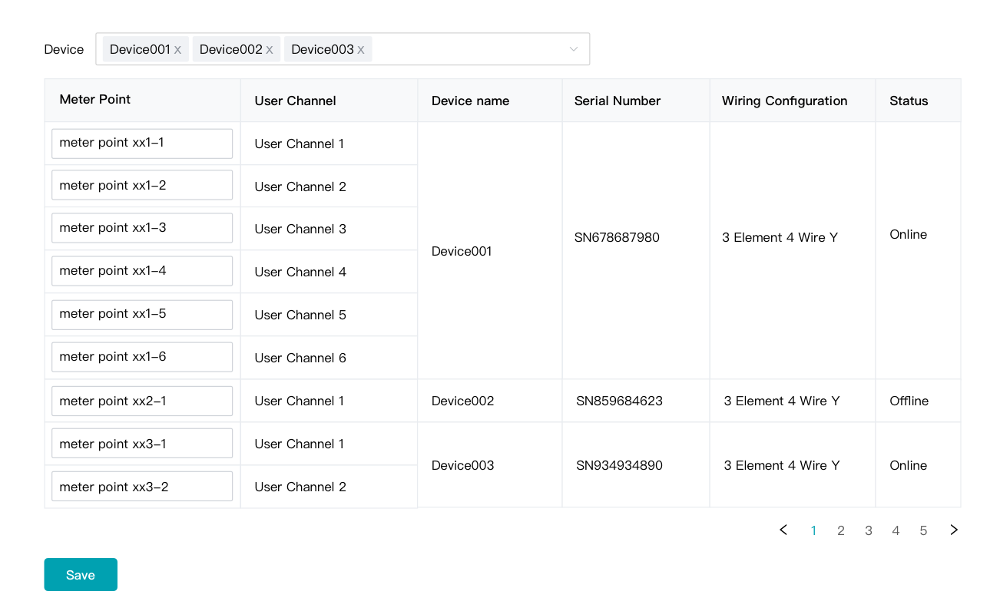 Device Device001 x Device002 x Device003 x
Meter Point User Channel Device name Serial Number Wiring Configuration Status
meter point xx1–1 User Channel 1
meter point xx1–2 User Channel 2
meter point xx1–3 User Channel 3
Device001 SN678687980 3 Element 4 Wire Y Online
meter point xx1–4 User Channel 4
meter point xx1–5 User Channel 5
meter point xx1–6 User Channel 6
meter point xx2–1 User Channel 1 Device002 SN859684623 3 Element 4 Wire Y Offline
meter point xx3–1 User Channel 1
Device003 SN934934890 3 Element 4 Wire Y Online
meter point xx3–2 User Channel 2
< 1 2 3 4 5 >
Save